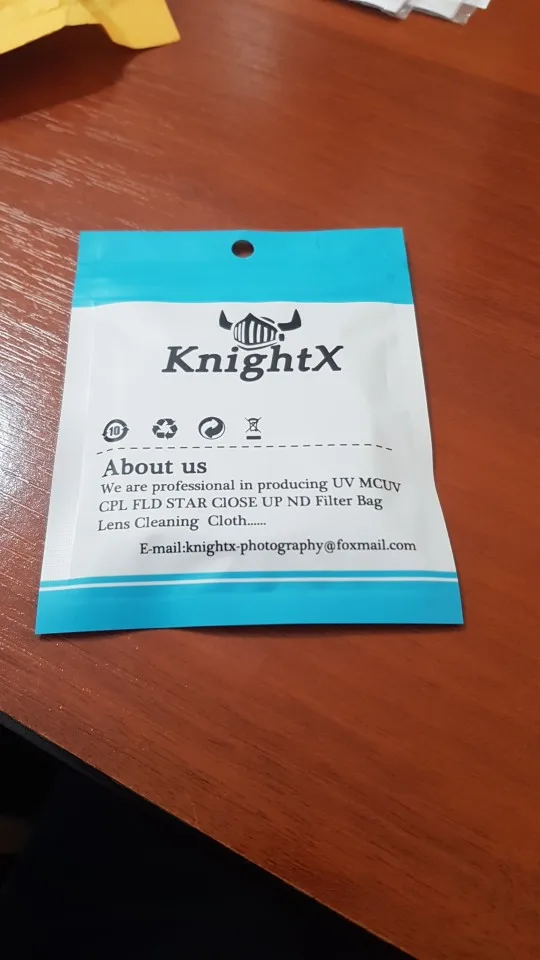 KnightX
10
About us
We are professional in producing UV MCUV
CPL FLD STAR ClOSE UP ND Filter Bag
Lens Cleaning Cloth......
E-mail:knightx-photography@foxmail.com